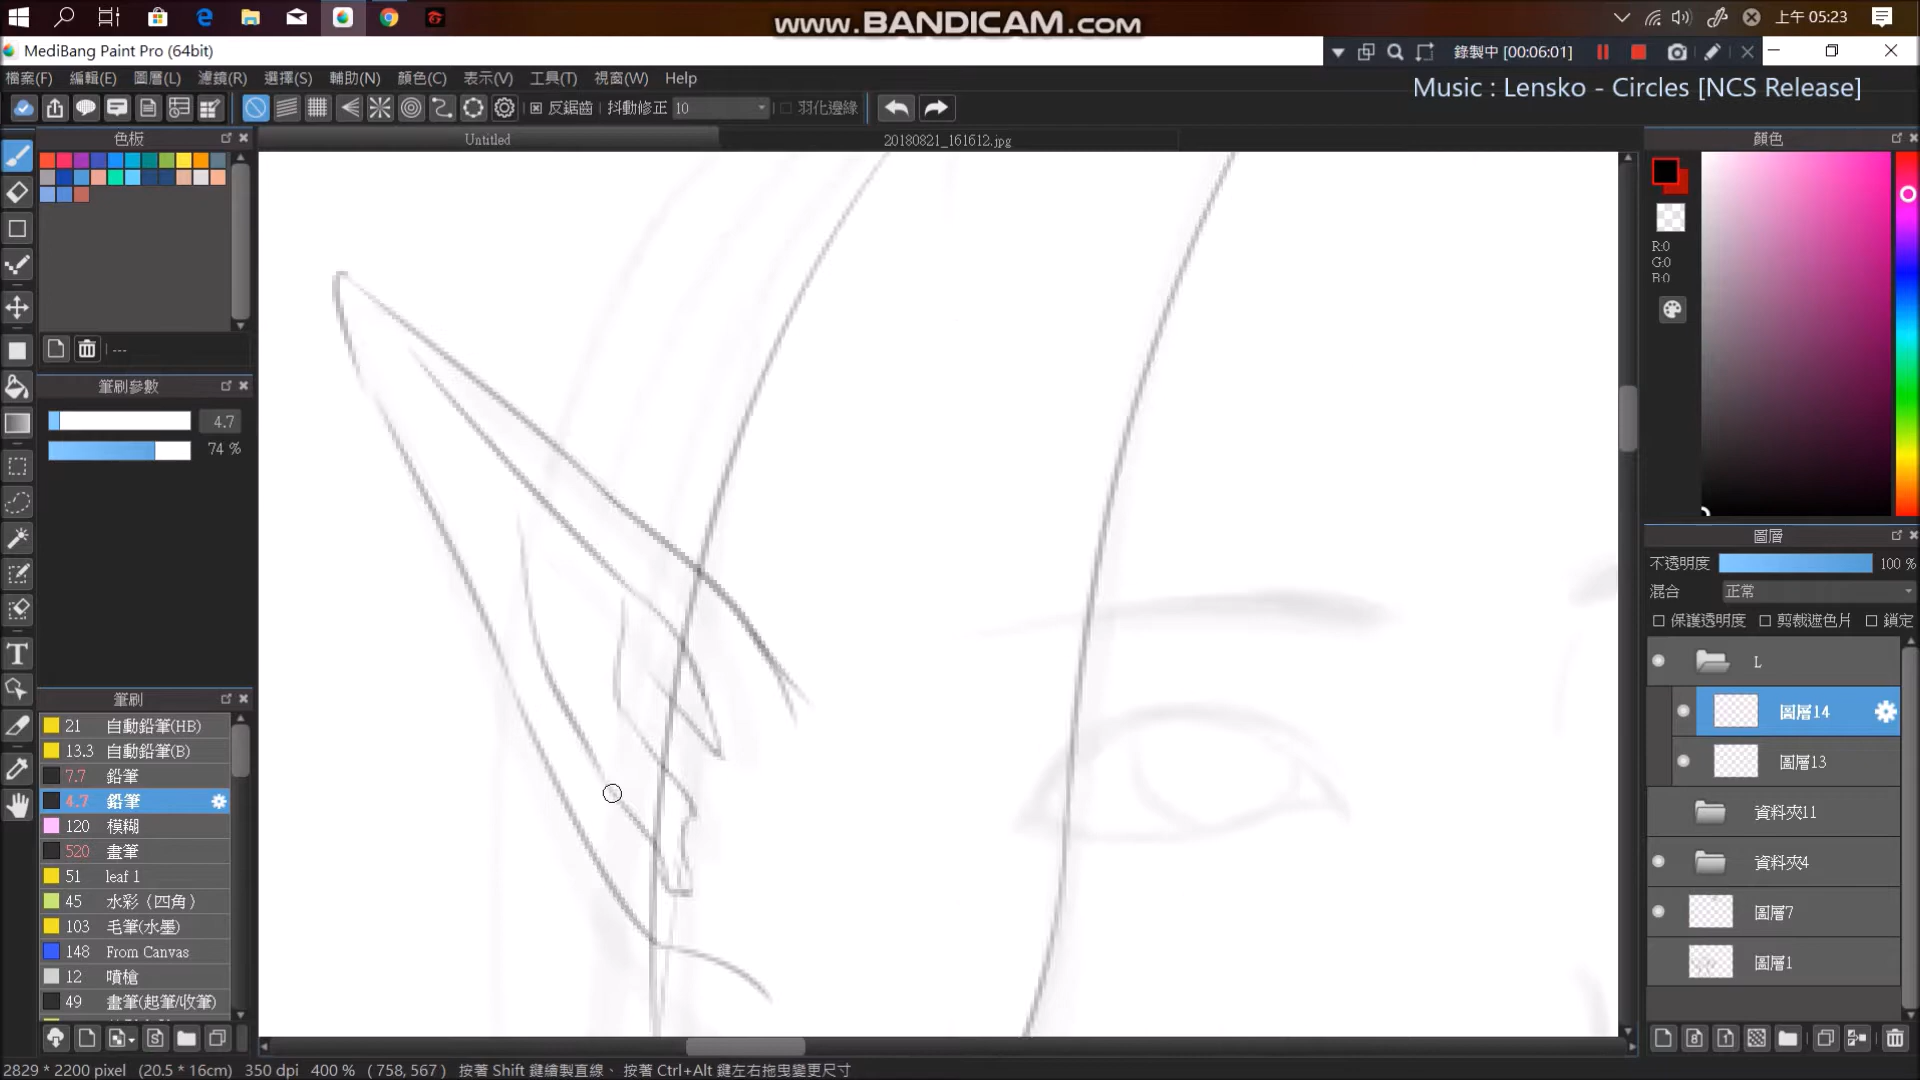 www.BANDICAM.com
上午 05:23
MediBang Paint Pro (64bit)
錄製中 [00:06:01]
檔案(F) 編輯(E) 圖層(L) 濾鏡(R) 選擇(S) 輔助(N) 顏色(C) 表示(V) 工具(T) 視窗(W) Help
Music : Lensko - Circles [NCS Release]
反鋸齒 抖動修正 10 羽化邊緣
色板
Untitled
20180821_161612.jpg
顏色
R:0
G:0
B:0
---
筆刷參數
4.7
74 %
圖層
不透明度 100 %
混合 正常
保護透明度 剪裁遮色片 鎖定
L
圖層14
圖層13
資料夾11
資料夾4
圖層7
圖層1
筆刷
21 自動鉛筆(HB)
13.3 自動鉛筆(B)
7.7 鉛筆
4.7 鉛筆
120 模糊
520 畫筆
51 leaf 1
45 水彩（四角）
103 毛筆(水墨)
148 From Canvas
12 噴槍
49 畫筆(起筆/收筆)
2829 * 2200 pixel (20.5 * 16cm) 350 dpi 400 % ( 758, 567 ) 按著 Shift 鍵繪製直線、 按著 Ctrl+Alt 鍵左右拖曳變更尺寸